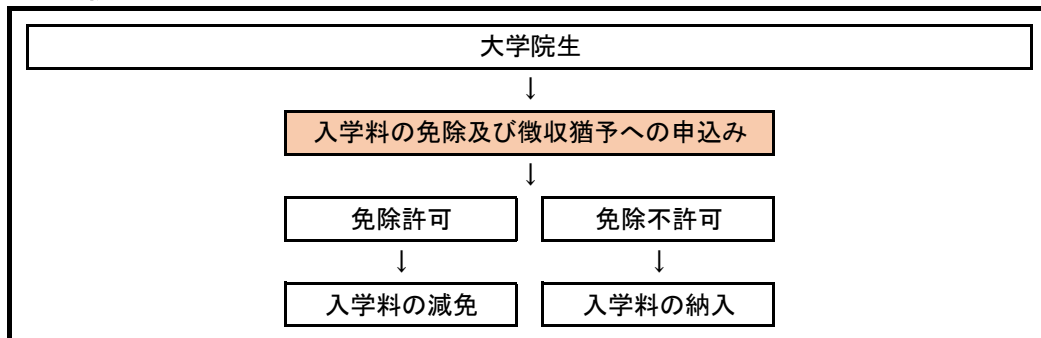 大学院生
↓
入学料の免除及び徴収猶予への申込み
↓
免除許可 免除不許可
↓ ↓
入学料の減免 入学料の納入